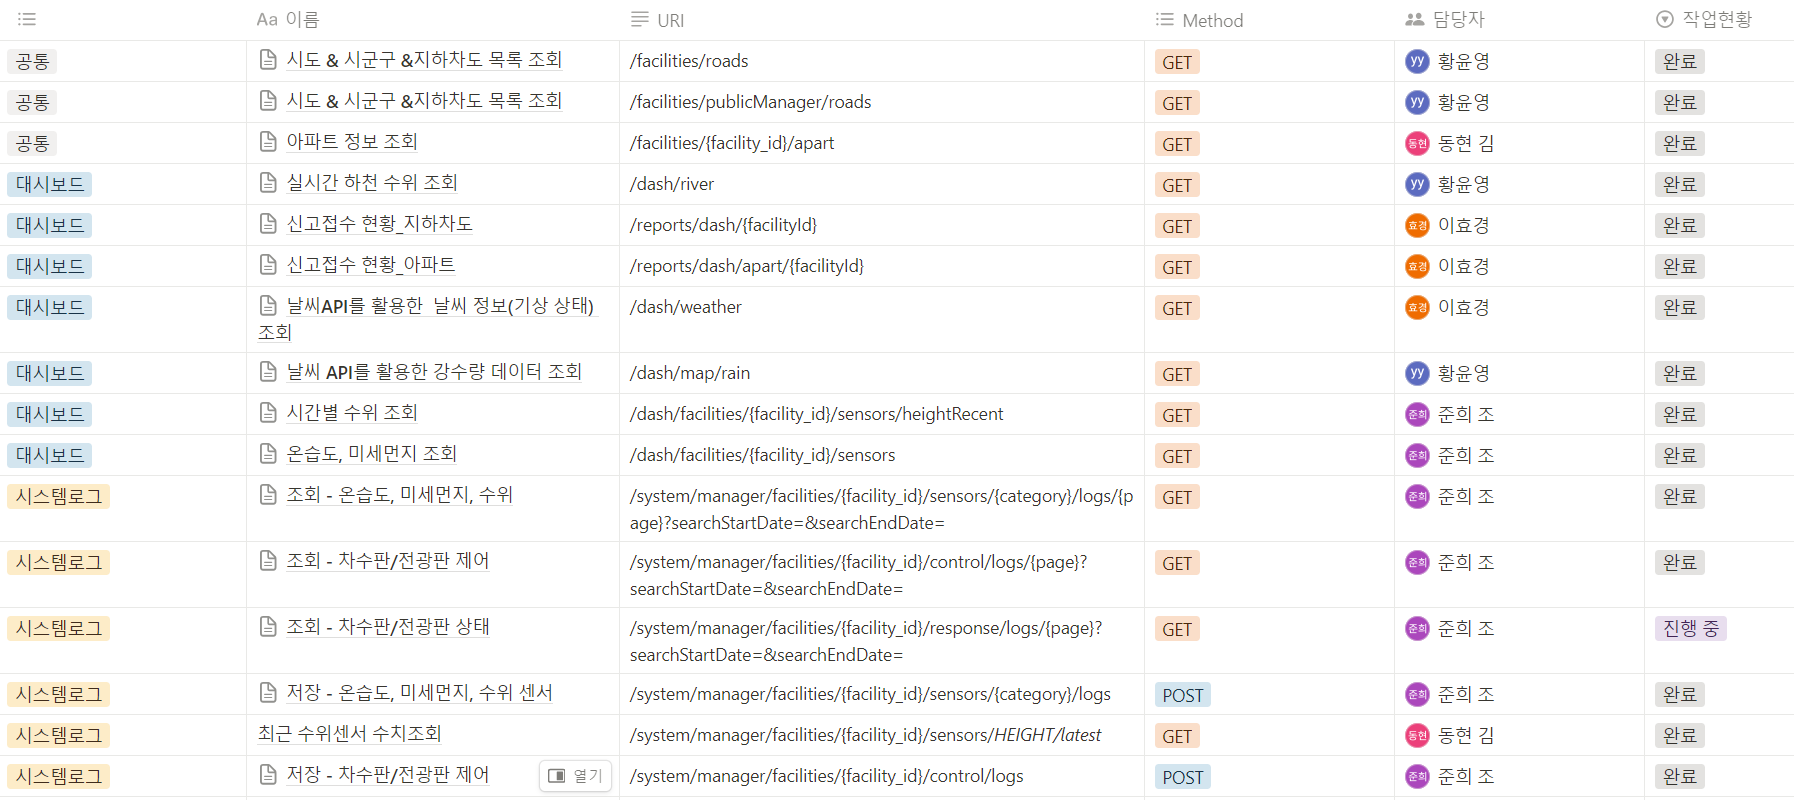 Aa 이름 URI Method 담당자 작업현황
공통 시도 & 시군구 &지하차도 목록 조회 /facilities/roads GET yy 황윤영 완료
공통 시도 & 시군구 &지하차도 목록 조회 /facilities/publicManager/roads GET yy 황윤영 완료
공통 아파트 정보 조회 /facilities/{facility_id}/apart GET 동현 동현 김 완료
대시보드 실시간 하천 수위 조회 /dash/river GET yy 황윤영 완료
대시보드 신고접수 현황_지하차도 /reports/dash/{facilityId} GET 효경 이효경 완료
대시보드 신고접수 현황_아파트 /reports/dash/apart/{facilityId} GET 효경 이효경 완료
대시보드 날씨API를 활용한  날씨 정보(기상 상태) /dash/weather GET 효경 이효경 완료
조회
대시보드 날씨 API를 활용한 강수량 데이터 조회 /dash/map/rain GET yy 황윤영 완료
대시보드 시간별 수위 조회 /dash/facilities/{facility_id}/sensors/heightRecent GET 준희 준희 조 완료
대시보드 온습도, 미세먼지 조회 /dash/facilities/{facility_id}/sensors GET 준희 준희 조 완료
시스템로그 조회 - 온습도, 미세먼지, 수위 /system/manager/facilities/{facility_id}/sensors/{category}/logs/{p GET 준희 준희 조 완료
age}?searchStartDate=&searchEndDate=
시스템로그 조회 - 차수판/전광판 제어 /system/manager/facilities/{facility_id}/control/logs/{page}? GET 준희 준희 조 완료
searchStartDate=&searchEndDate=
시스템로그 조회 - 차수판/전광판 상태 /system/manager/facilities/{facility_id}/response/logs/{page}? GET 준희 준희 조 진행 중
searchStartDate=&searchEndDate=
시스템로그 저장 - 온습도, 미세먼지, 수위 센서 /system/manager/facilities/{facility_id}/sensors/{category}/logs POST 준희 준희 조 완료
시스템로그 최근 수위센서 수치조회 /system/manager/facilities/{facility_id}/sensors/HEIGHT/latest GET 동현 동현 김 완료
시스템로그 저장 - 차수판/전광판 제어 열기 /system/manager/facilities/{facility_id}/control/logs POST 준희 준희 조 완료